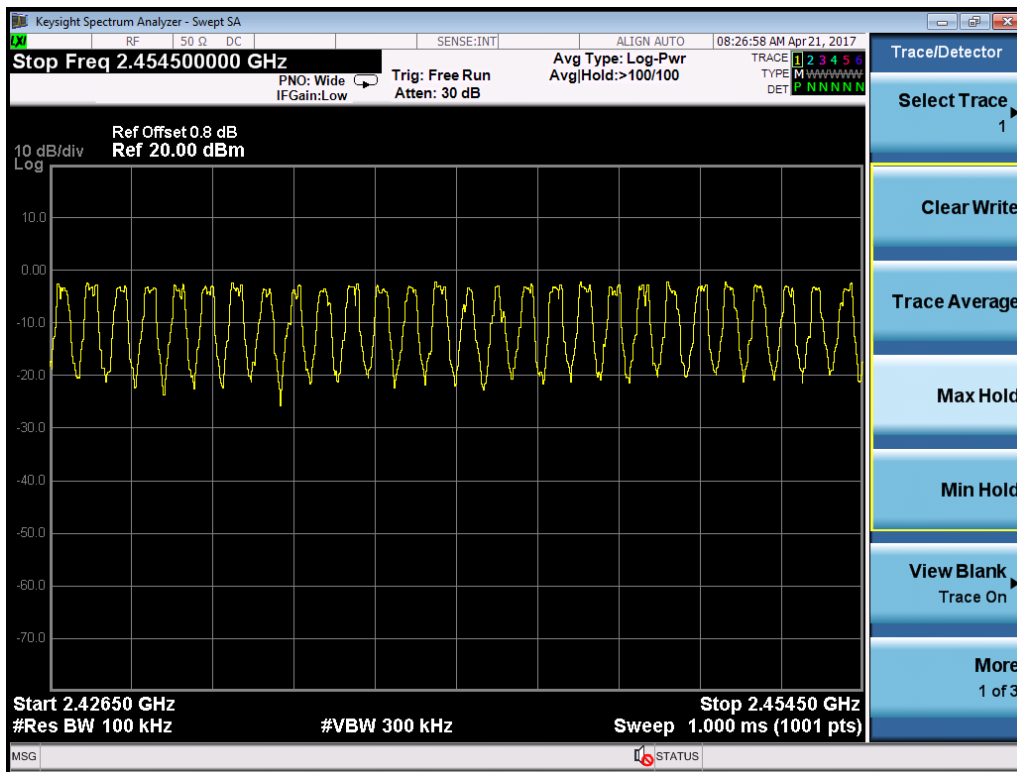 Keysight Spectrum Analyzer - Swept SA
LXI RF 50 Ω DC SENSE:INT ALIGN AUTO 08:26:58 AM Apr 21, 2017
Stop Freq 2.454500000 GHz
PNO: Wide
IFGain:Low
Trig: Free Run
Atten: 30 dB
Avg Type: Log-Pwr
Avg|Hold:>100/100
TRACE 1 2 3 4 5 6
TYPE M WWWWW
DET P N N N N N
Ref Offset 0.8 dB
10 dB/div Ref 20.00 dBm
Log
10.0
0.00
-10.0
-20.0
-30.0
-40.0
-50.0
-60.0
-70.0
Start 2.42650 GHz Stop 2.45450 GHz
#Res BW 100 kHz #VBW 300 kHz Sweep 1.000 ms (1001 pts)
MSG STATUS
Trace/Detector
Select Trace
1
Clear Write
Trace Average
Max Hold
Min Hold
View Blank
Trace On
More
1 of 3